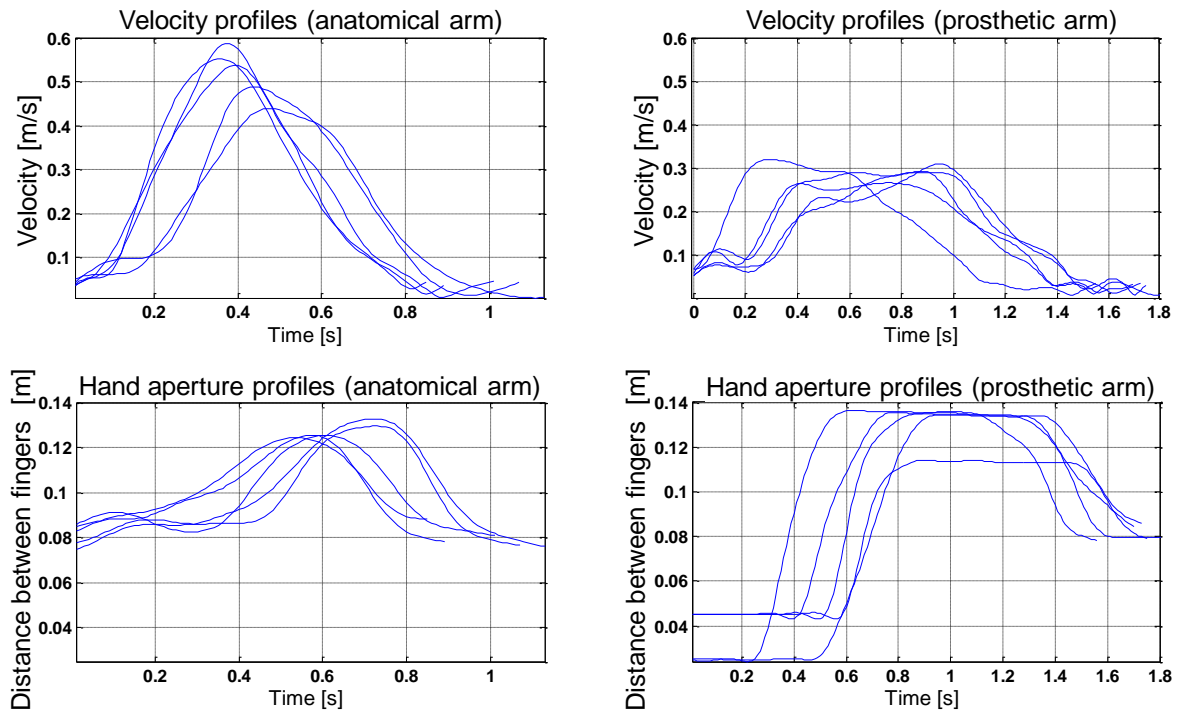 Velocity profiles (anatomical arm)
Velocity [m/s]
0.6
0.5
0.4
0.3
0.2
0.1
0.2 0.4 0.6 0.8 1
Time [s]
Velocity profiles (prosthetic arm)
Velocity [m/s]
0.6
0.5
0.4
0.3
0.2
0.1
0 0.2 0.4 0.6 0.8 1 1.2 1.4 1.6 1.8
Time [s]
Hand aperture profiles (anatomical arm)
Distance between fingers [m]
0.14
0.12
0.1
0.08
0.06
0.04
0.2 0.4 0.6 0.8 1
Time [s]
Hand aperture profiles (prosthetic arm)
Distance between fingers [m]
0.14
0.12
0.1
0.08
0.06
0.04
0 0.2 0.4 0.6 0.8 1 1.2 1.4 1.6 1.8
Time [s]